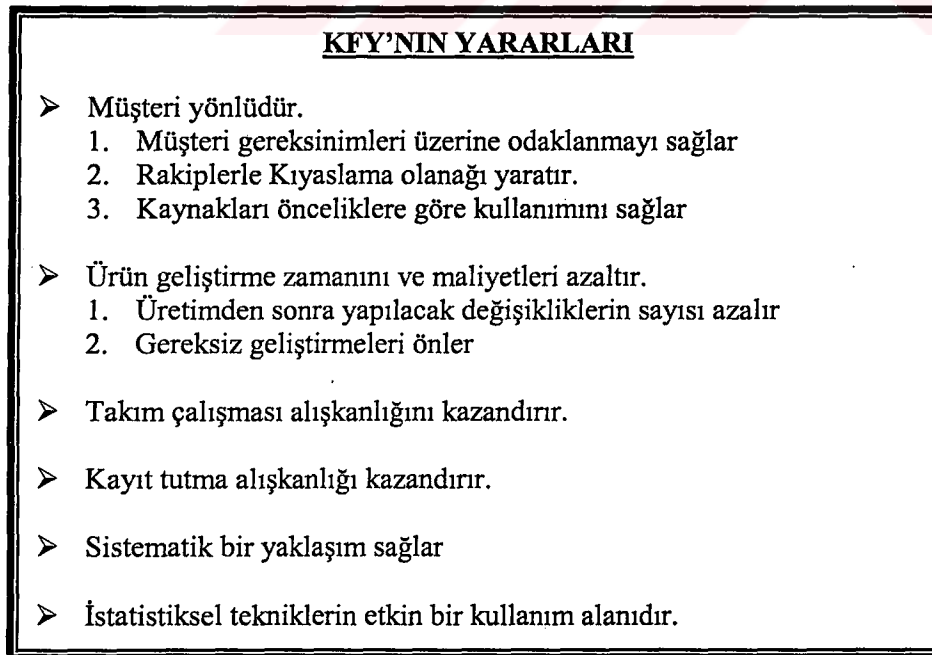 KFY'NIN YARARLARI
➤ Müşteri yönlüdür.
1. Müşteri gereksinimleri üzerine odaklanmayı sağlar
2. Rakiplerle Kıyaslama olanağı yaratır.
3. Kaynakları önceliklere göre kullanımını sağlar
➤ Ürün geliştirme zamanını ve maliyetleri azaltır.
1. Üretimden sonra yapılacak değişikliklerin sayısı azalır
2. Gereksiz geliştirmeleri önler
➤ Takım çalışması alışkanlığını kazandırır.
➤ Kayıt tutma alışkanlığı kazandırır.
➤ Sistematik bir yaklaşım sağlar
➤ İstatistiksel tekniklerin etkin bir kullanım alanıdır.